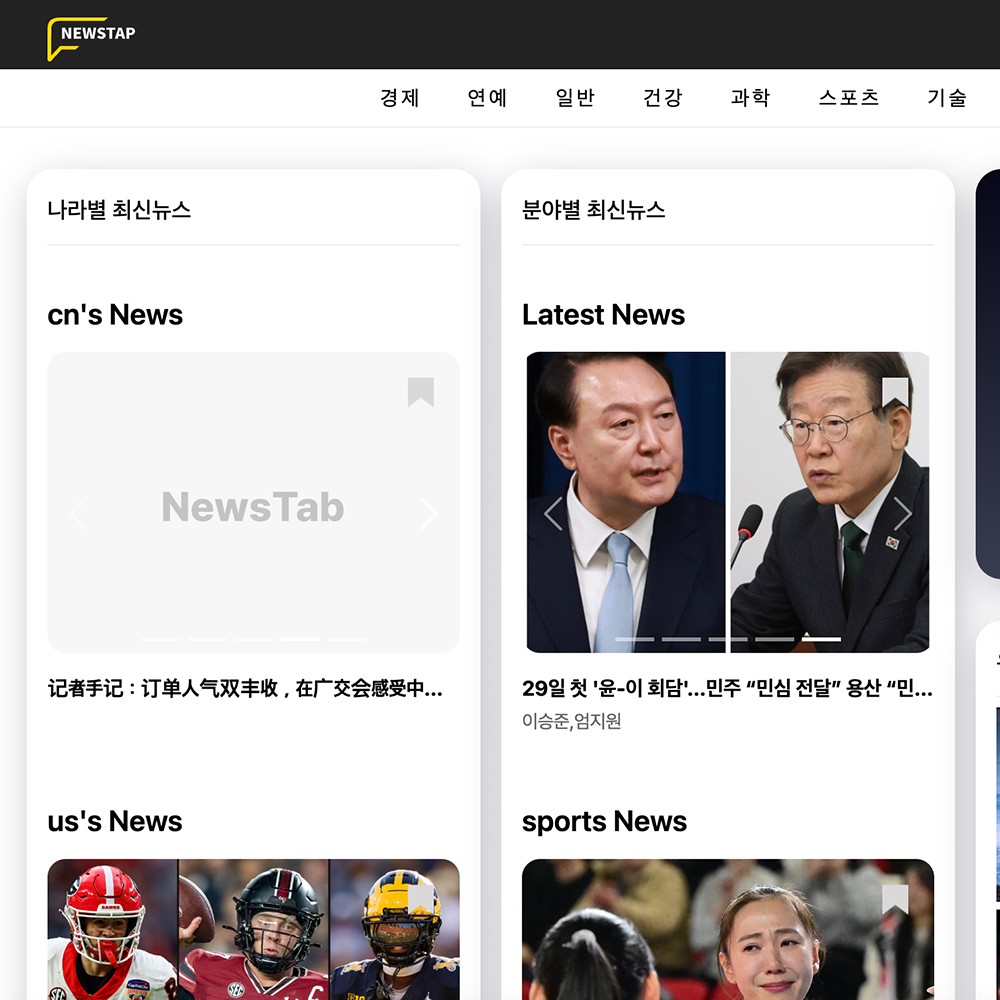 NEWSTAP
경제 연예 일반 건강 과학 스포츠 기술
나라별 최신뉴스
cn's News
NewsTab
记者手记：订单人气双丰收，在广交会感受中...
us's News
분야별 최신뉴스
Latest News
29일 첫 '윤-이 회담'...민주 “민심 전달” 용산 “민...
이승준,엄지원
sports News